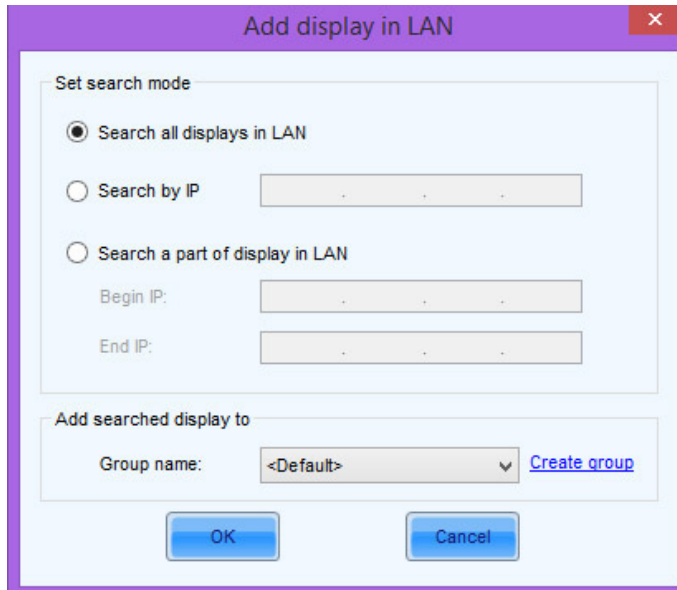 Add display in LAN
Set search mode
Search all displays in LAN
Search by IP
Search a part of display in LAN
Begin IP:
End IP:
Add searched display to
Group name: <Default> Create group
OK Cancel